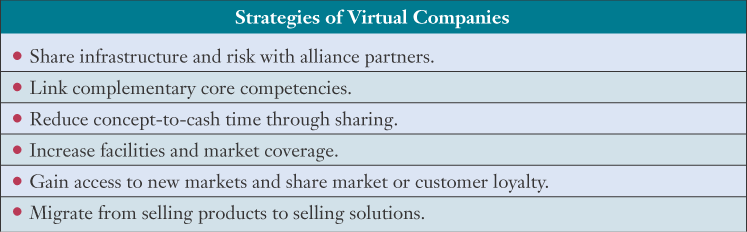 Strategies of Virtual Companies
• Share infrastructure and risk with alliance partners.
• Link complementary core competencies.
• Reduce concept-to-cash time through sharing.
• Increase facilities and market coverage.
• Gain access to new markets and share market or customer loyalty.
• Migrate from selling products to selling solutions.